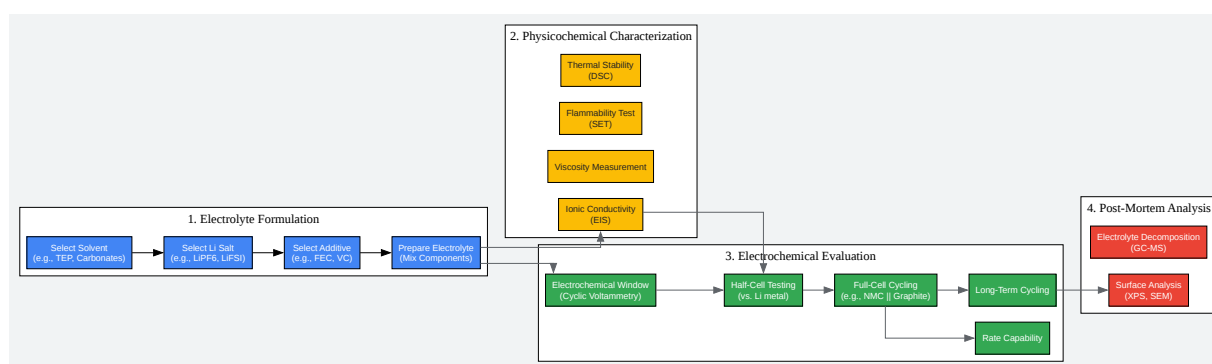 1. Electrolyte Formulation
Select Solvent
(e.g., TEP, Carbonates)
Select Li Salt
(e.g., LiPF6, LiFSI)
Select Additive
(e.g., FEC, VC)
Prepare Electrolyte
(Mix Components)
2. Physicochemical Characterization
Thermal Stability
(DSC)
Flammability Test
(SET)
Viscosity Measurement
Ionic Conductivity
(EIS)
3. Electrochemical Evaluation
Electrochemical Window
(Cyclic Voltammetry)
Half-Cell Testing
(vs. Li metal)
Full-Cell Cycling
(e.g., NMC || Graphite)
Long-Term Cycling
Rate Capability
4. Post-Mortem Analysis
Electrolyte Decomposition
(GC-MS)
Surface Analysis
(XPS, SEM)